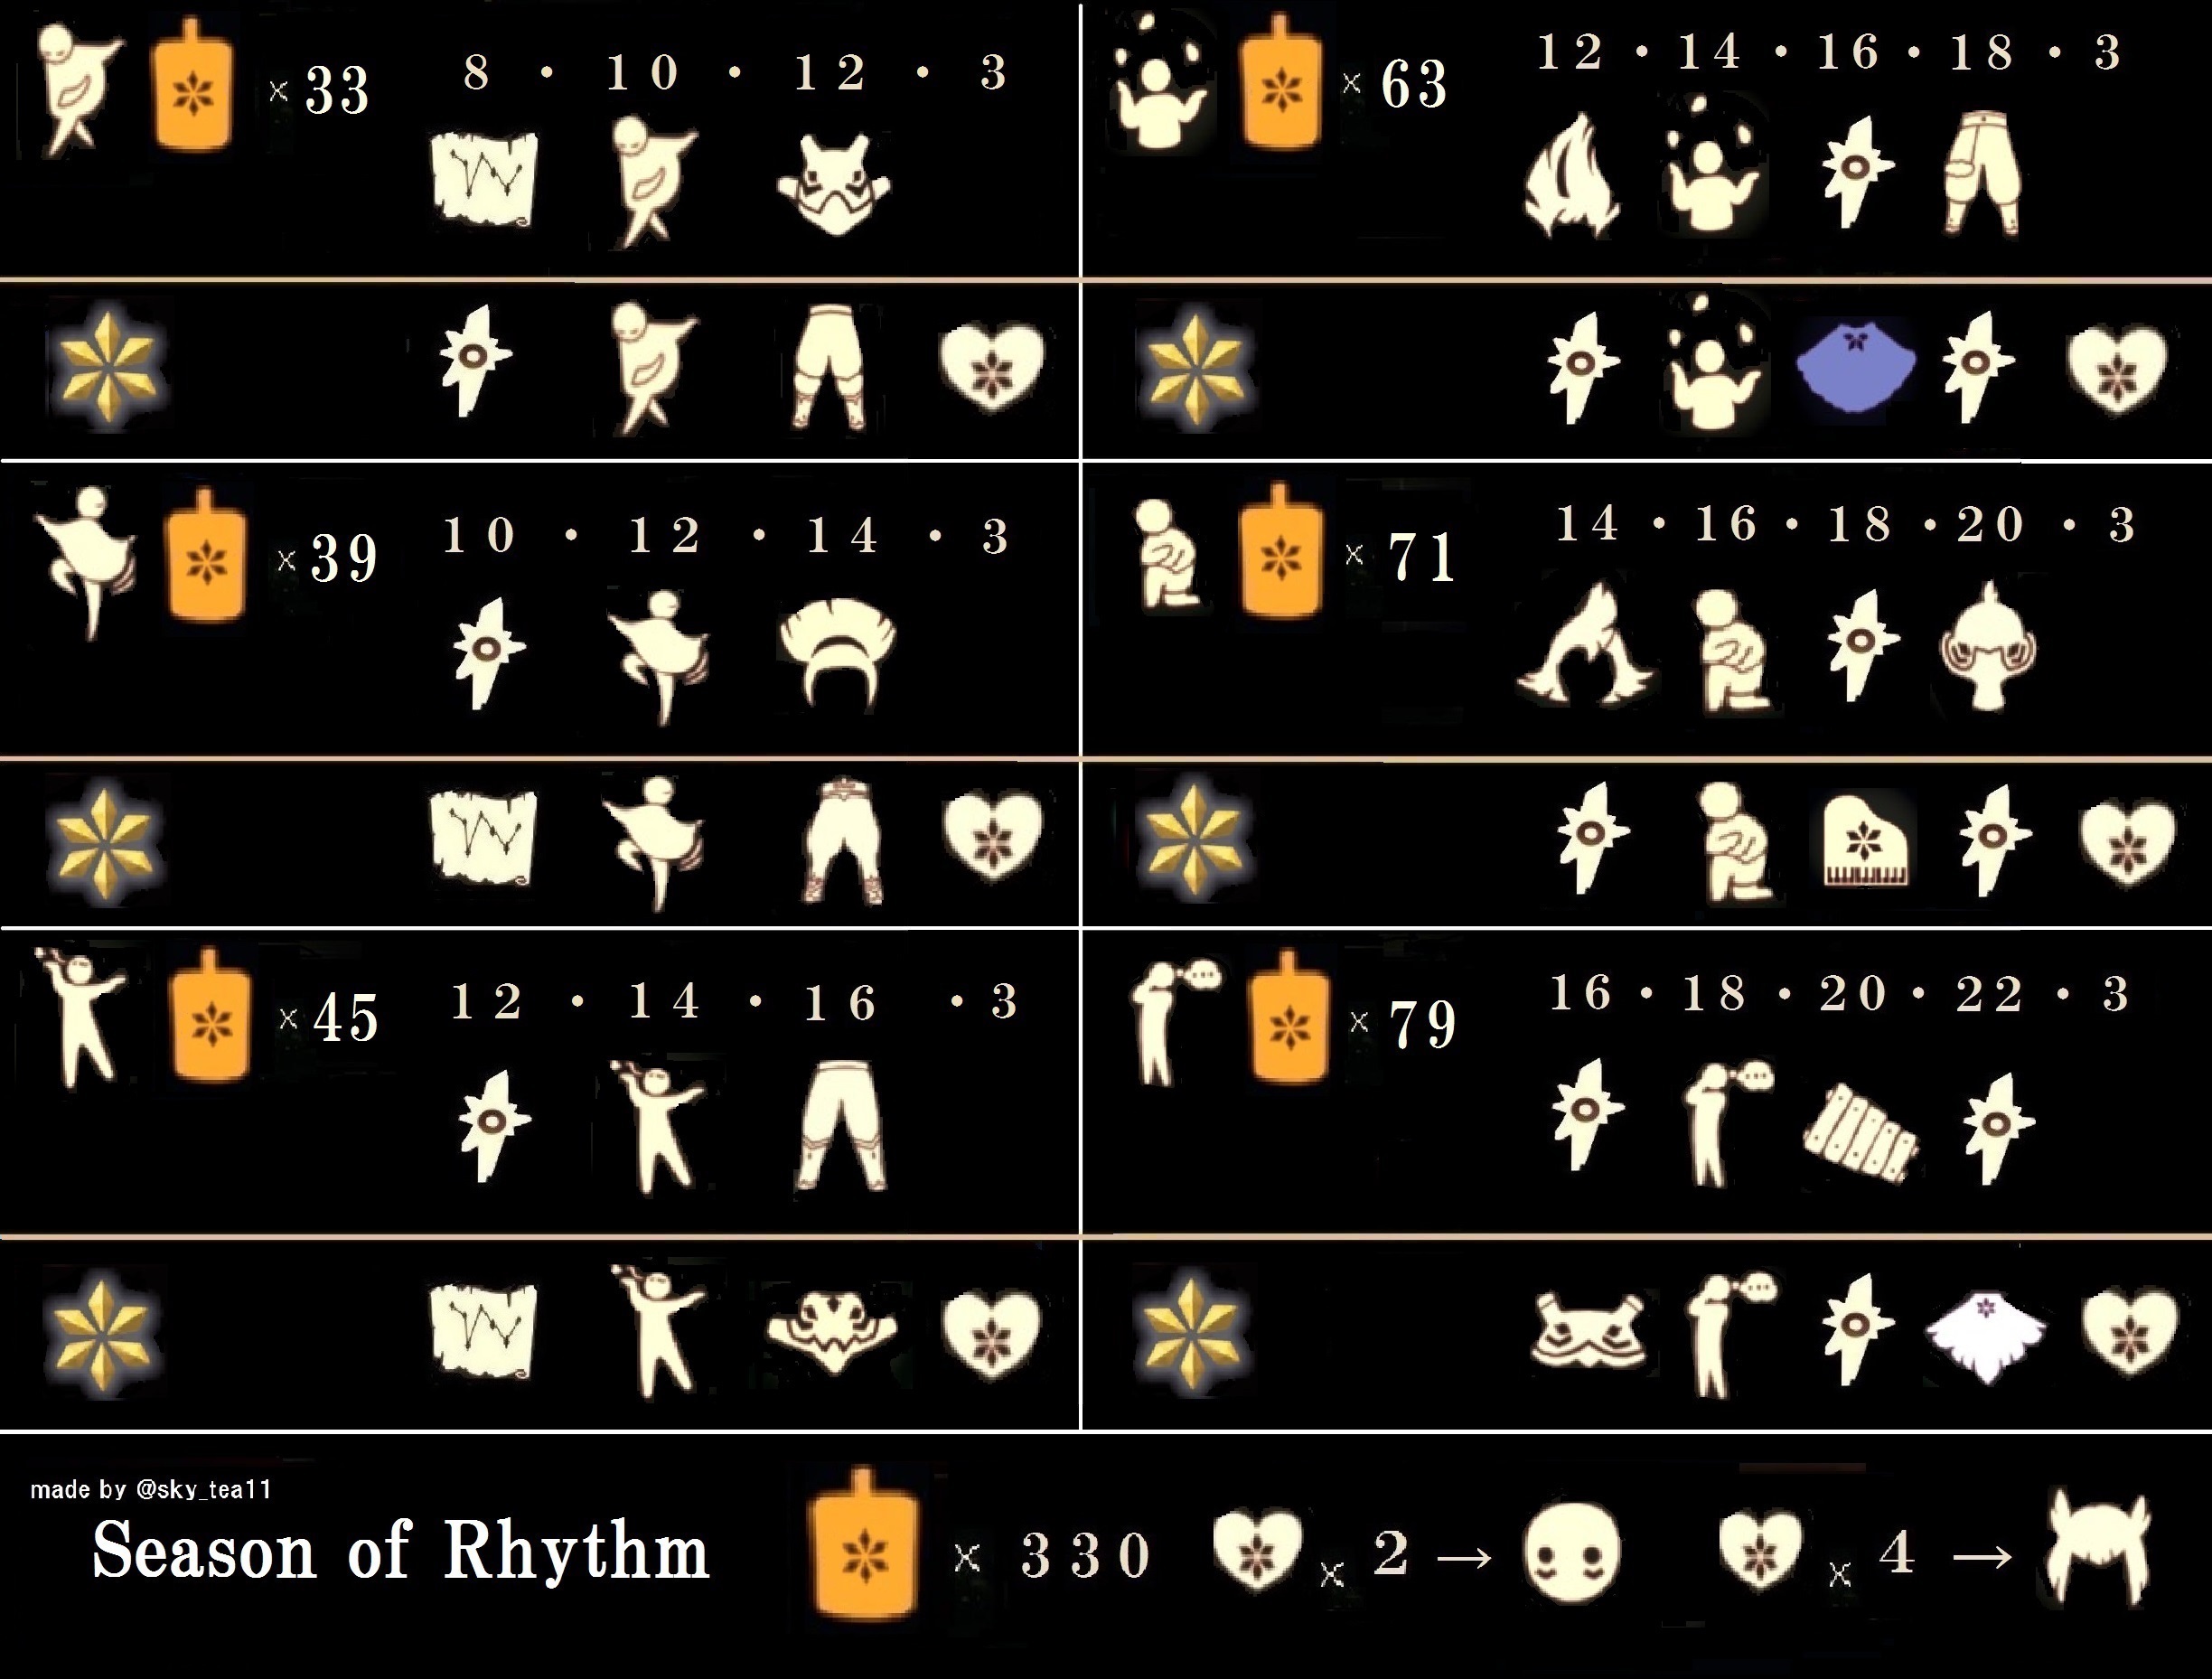 × 33
8 · 10 · 12 · 3
× 63
12 · 14 · 16 · 18 · 3
× 39
10 · 12 · 14 · 3
× 71
14 · 16 · 18 · 20 · 3
× 45
12 · 14 · 16 · 3
× 79
16 · 18 · 20 · 22 · 3
made by @sky_tea11
Season of Rhythm
× 330
× 2 →
× 4 →